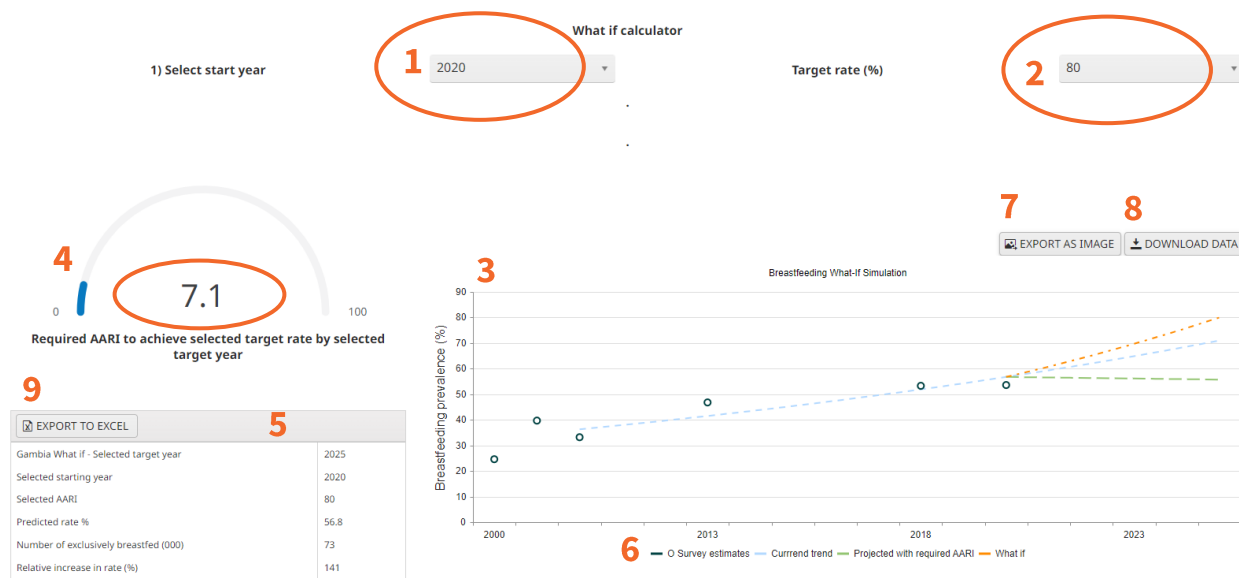 What if calculator
1) Select start year
1
2020
Target rate (%)
2
80
.
.
7
8
EXPORT AS IMAGE
DOWNLOAD DATA
4
7.1
0
100
Required AARI to achieve selected target rate by selected
target year
3
Breastfeeding What-If Simulation
Breastfeeding prevalence (%)
90
80
70
60
50
40
30
20
10
0
2000
2013
2018
2023
6
O Survey estimates
Currrend trend
Projected with required AARI
What if
9
EXPORT TO EXCEL
5
Gambia What if - Selected target year 2025
Selected starting year 2020
Selected AARI 80
Predicted rate % 56.8
Number of exclusively breastfed (000) 73
Relative increase in rate (%) 141